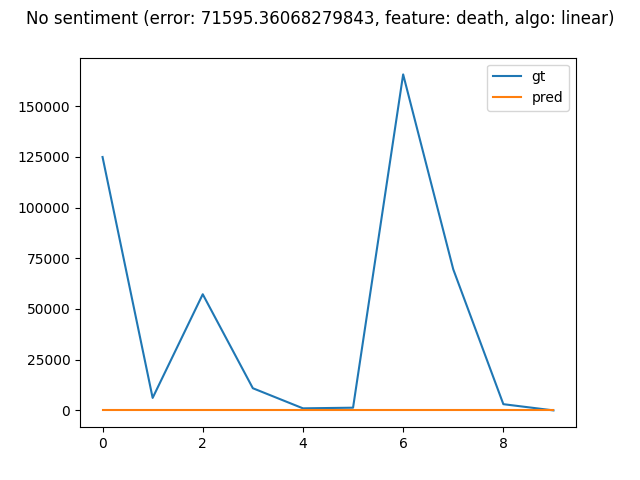 No sentiment (error: 71595.36068279843, feature: death, algo: linear)
gt
pred
150000
125000
100000
75000
50000
25000
0
0 2 4 6 8